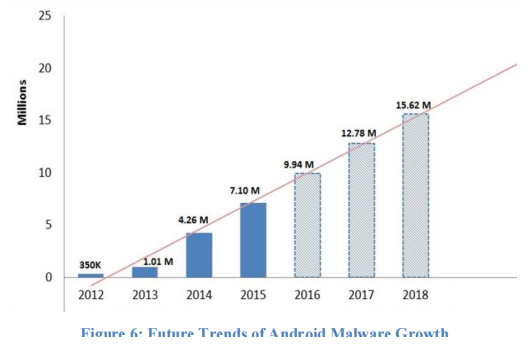 25
20
15
10
5
0
Millions
350K
1.01 M
4.26 M
7.10 M
9.94 M
12.78 M
15.62 M
2012 2013 2014 2015 2016 2017 2018
Figure 6: Future Trends of Android Malware Growth